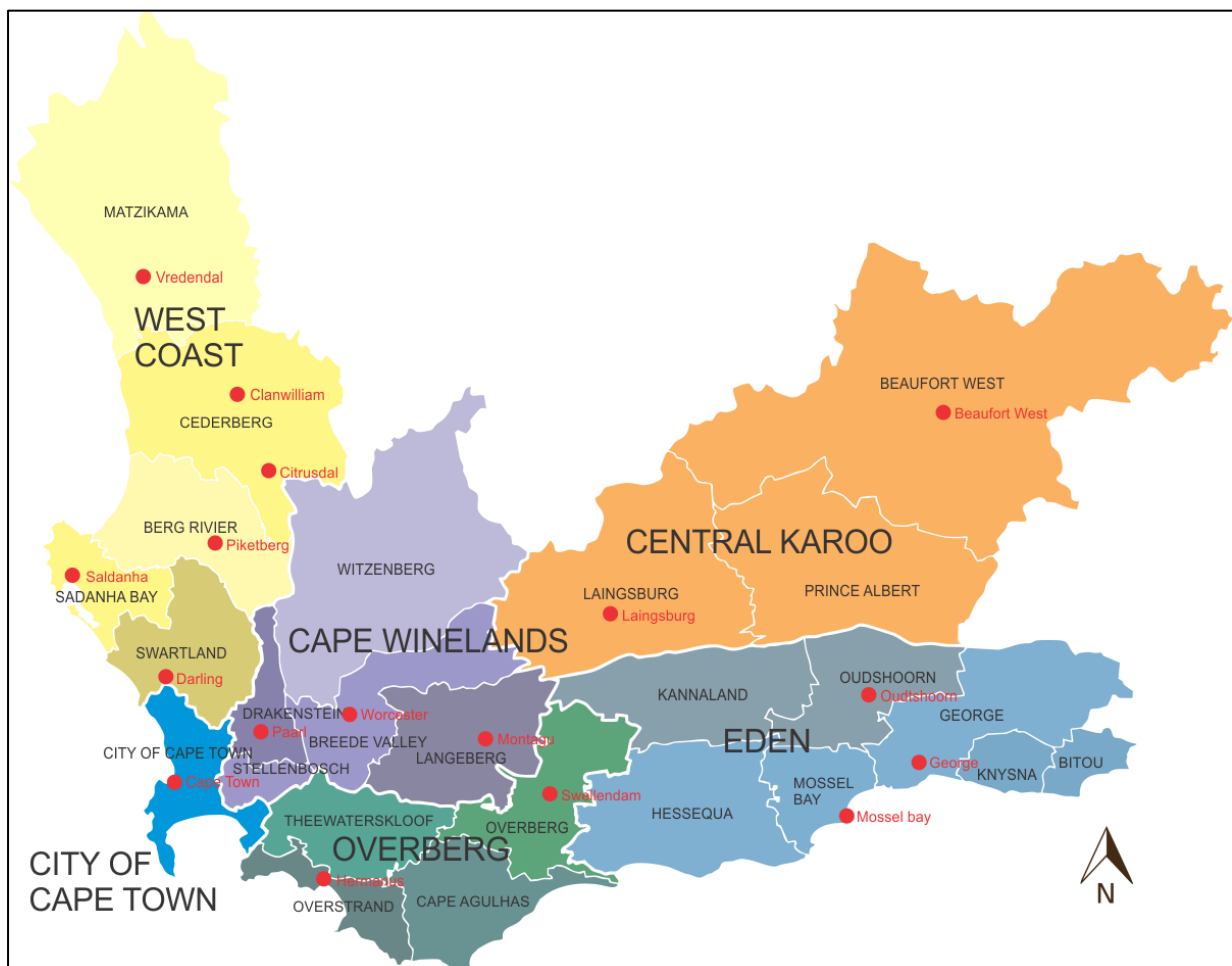 MATZIKAMA
Vredendal
WEST
COAST
Clanwilliam
CEDERBERG
BEAUFORT WEST
Beaufort West
Citrusdal
BERG RIVIER
Piketberg
CENTRAL KAROO
WITZENBERG
Saldanha
SADANHA BAY
LAINGSBURG
Laingsburg
PRINCE ALBERT
CAPE WINELANDS
SWARTLAND
Darling
OUDSHOORN
Oudtshoorn
KANNALAND
GEORGE
DRAKENSTEIN
Worcester
Paarl
BREEDE VALLEY
Montagu
LANGEBERG
EDEN
CITY OF CAPE TOWN
STELLENBOSCH
Cape Town
George
KNYSNA
BITOU
MOSSEL
BAY
Mossel bay
Swellendam
HESSEQUA
THEEWATERSKLOOF
OVERBERG
OVERBERG
CITY OF
CAPE TOWN
Hermanus
OVERSTRAND
CAPE AGULHAS
N